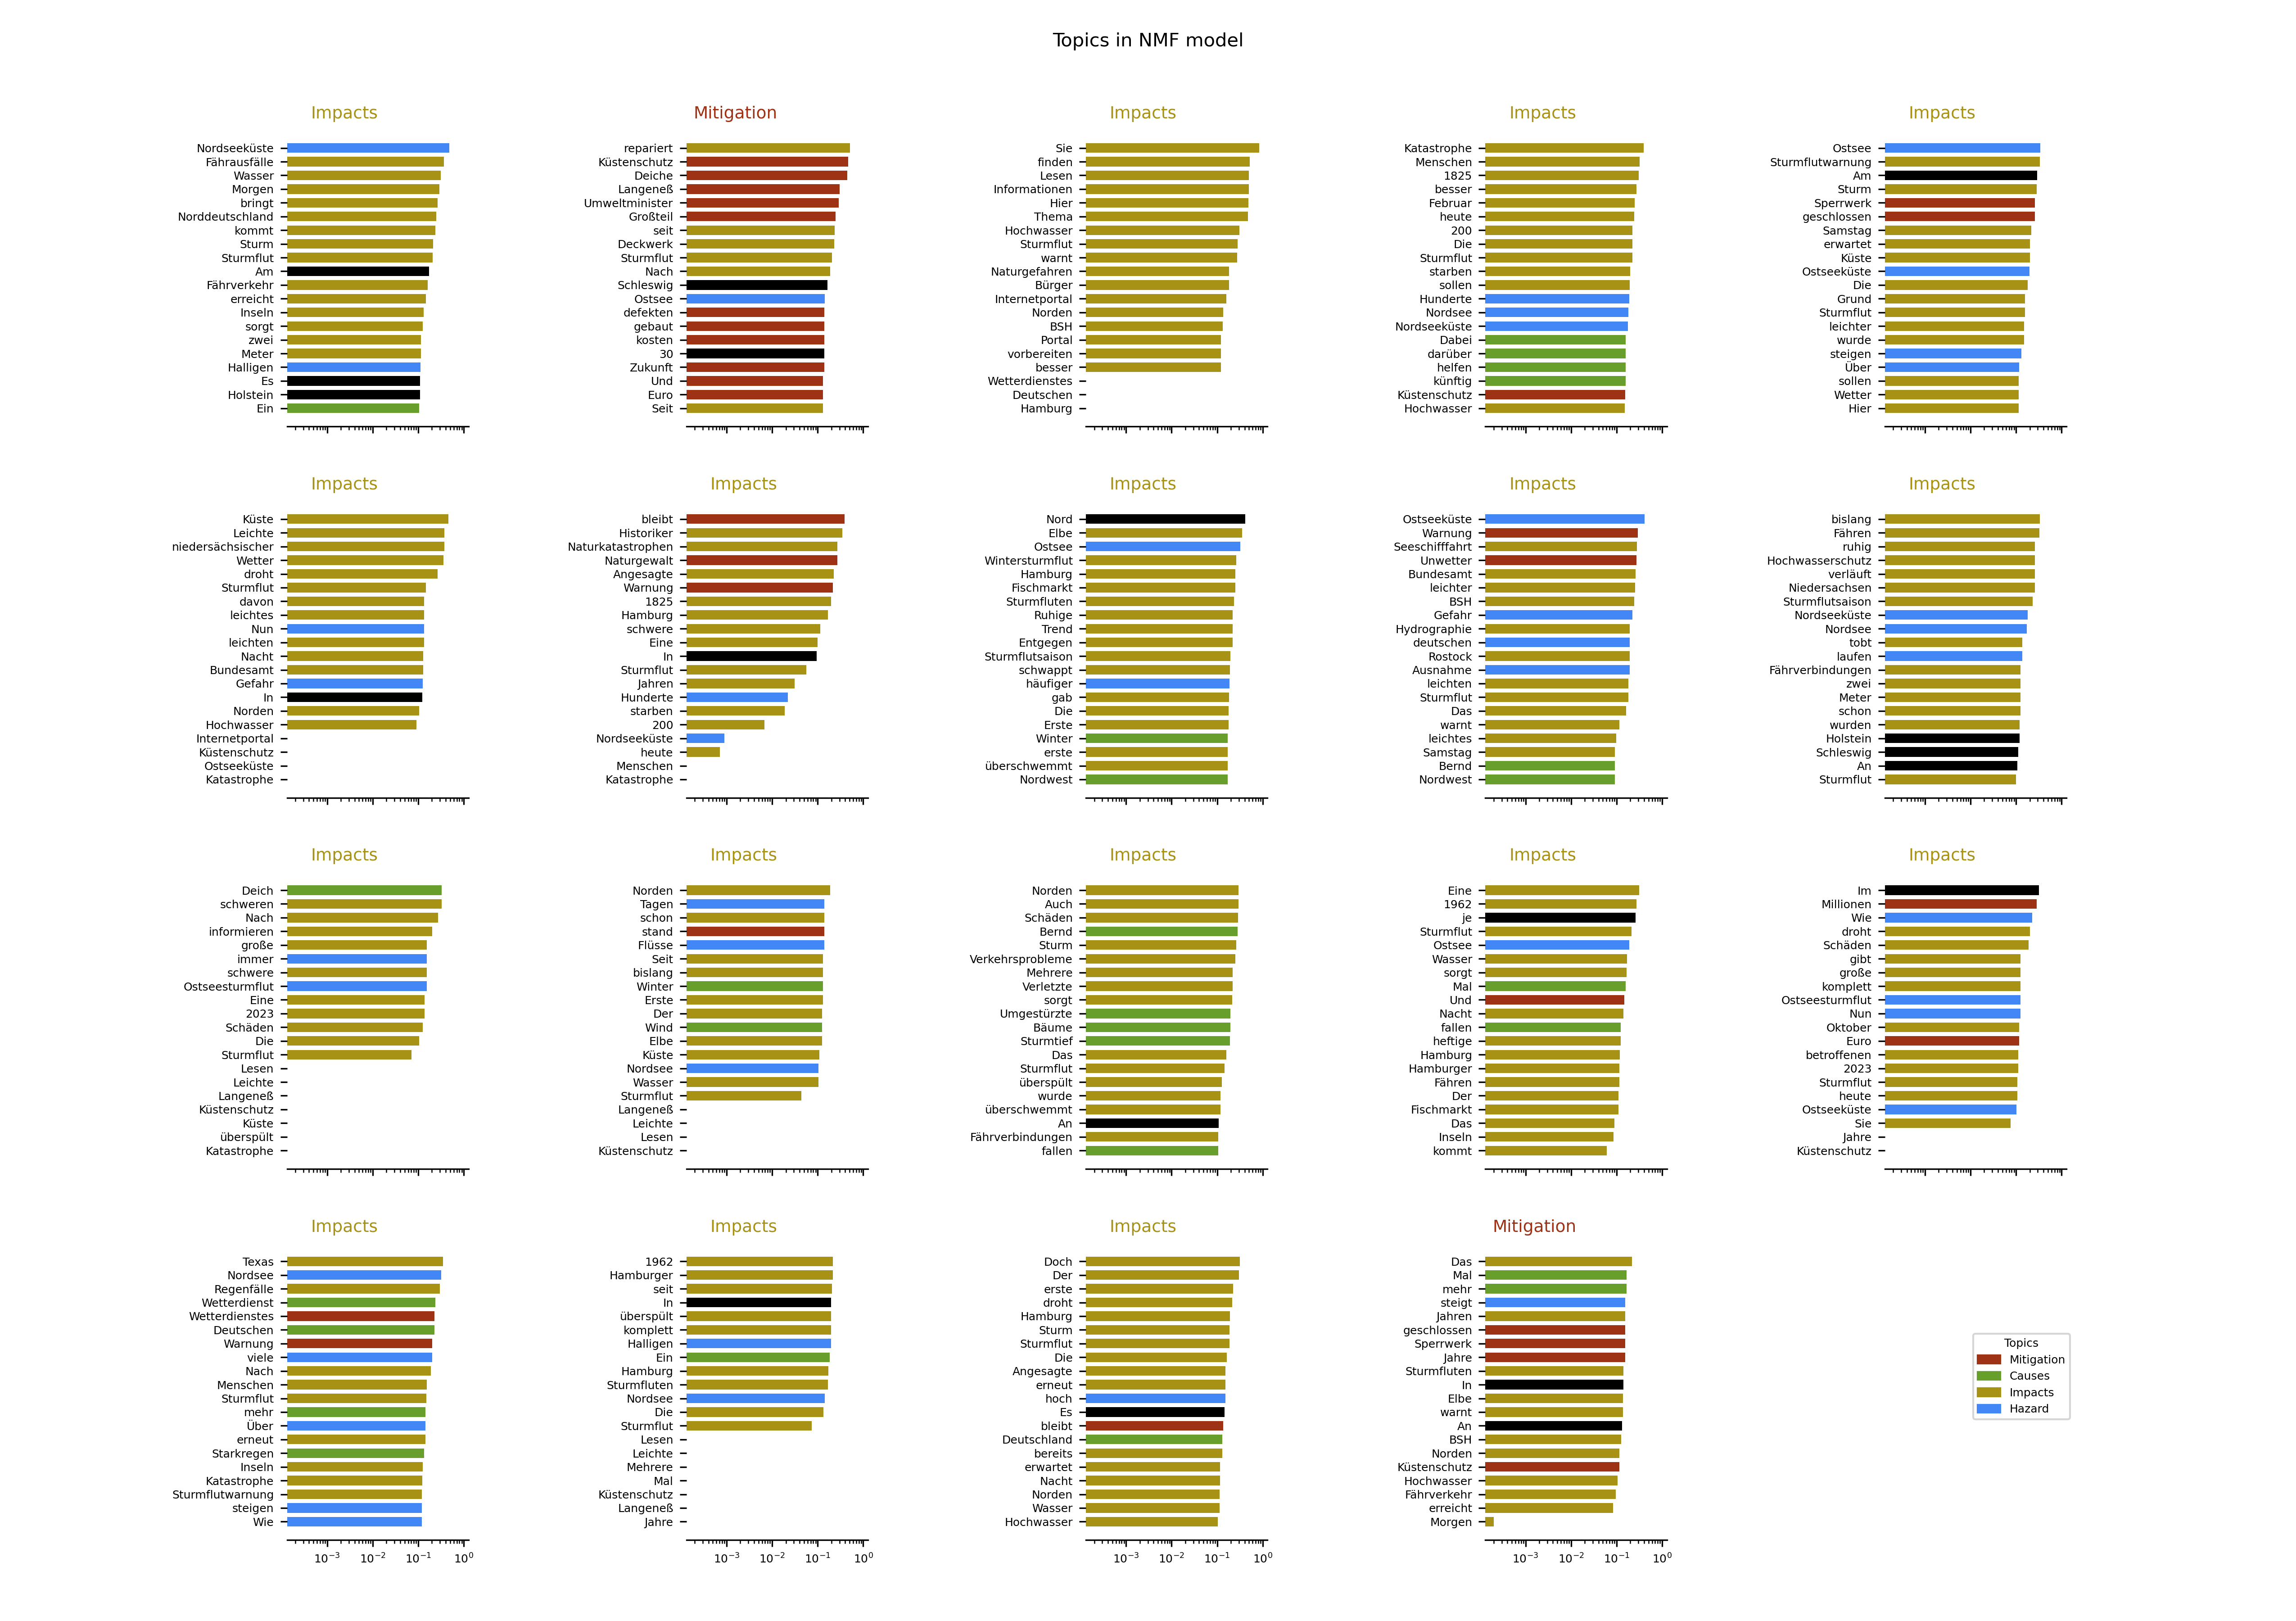 Topics in NMF model
Impacts
Nordseeküste
Fährausfälle
Wasser
Morgen
bringt
Norddeutschland
kommt
Sturm
Sturmflut
Am
Fährverkehr
erreicht
Inseln
sorgt
zwei
Meter
Halligen
Es
Holstein
Ein
Mitigation
repariert
Küstenschutz
Deiche
Langeneß
Umweltminister
Großteil
seit
Deckwerk
Sturmflut
Nach
Schleswig
Ostsee
defekten
gebaut
kosten
30
Zukunft
Und
Euro
Seit
Impacts
Sie
finden
Lesen
Informationen
Hier
Thema
Hochwasser
Sturmflut
warnt
Naturgefahren
Bürger
Internetportal
Norden
BSH
Portal
vorbereiten
besser
Wetterdienstes
Deutschen
Hamburg
Impacts
Katastrophe
Menschen
1825
besser
Februar
heute
200
Die
Sturmflut
starben
sollen
Hunderte
Nordsee
Nordseeküste
Dabei
darüber
helfen
künftig
Küstenschutz
Hochwasser
Impacts
Ostsee
Sturmflutwarnung
Am
Sturm
Sperrwerk
geschlossen
Samstag
erwartet
Küste
Ostseeküste
Die
Grund
Sturmflut
leichter
wurde
steigen
Über
sollen
Wetter
Hier
Impacts
Küste
Leichte
niedersächsischer
Wetter
droht
Sturmflut
davon
leichtes
Nun
leichten
Nacht
Bundesamt
Gefahr
In
Norden
Hochwasser
Internetportal
Küstenschutz
Ostseeküste
Katastrophe
Impacts
bleibt
Historiker
Naturkatastrophen
Naturgewalt
Angesagte
Warnung
1825
Hamburg
schwere
Eine
In
Sturmflut
Jahren
Hunderte
starben
200
Nordseeküste
heute
Menschen
Katastrophe
Impacts
Nord
Elbe
Ostsee
Wintersturmflut
Hamburg
Fischmarkt
Sturmfluten
Ruhige
Trend
Entgegen
Sturmflutsaison
schwappt
häufiger
gab
Die
Erste
Winter
erste
überschwemmt
Nordwest
Impacts
Ostseeküste
Warnung
Seeschifffahrt
Unwetter
Bundesamt
leichter
BSH
Gefahr
Hydrographie
deutschen
Rostock
Ausnahme
leichten
Sturmflut
Das
warnt
leichtes
Samstag
Bernd
Nordwest
Impacts
bislang
Fähren
ruhig
Hochwasserschutz
verläuft
Niedersachsen
Sturmflutsaison
Nordseeküste
Nordsee
tobt
laufen
Fährverbindungen
zwei
Meter
schon
wurden
Holstein
Schleswig
An
Sturmflut
Impacts
Deich
schweren
Nach
informieren
große
immer
schwere
Ostseesturmflut
Eine
2023
Schäden
Die
Sturmflut
Lesen
Leichte
Langeneß
Küstenschutz
Küste
überspült
Katastrophe
Impacts
Norden
Tagen
schon
stand
Flüsse
Seit
bislang
Winter
Erste
Der
Wind
Elbe
Küste
Nordsee
Wasser
Sturmflut
Langeneß
Leichte
Lesen
Küstenschutz
Impacts
Norden
Auch
Schäden
Bernd
Sturm
Verkehrsprobleme
Mehrere
Verletzte
sorgt
Umgestürzte
Bäume
Sturmtief
Das
Sturmflut
überspült
wurde
überschwemmt
An
Fährverbindungen
fallen
Impacts
Eine
1962
je
Sturmflut
Ostsee
Wasser
sorgt
Mal
Und
Nacht
fallen
heftige
Hamburg
Hamburger
Fähren
Der
Fischmarkt
Das
Inseln
kommt
Impacts
Im
Millionen
Wie
droht
Schäden
gibt
große
komplett
Ostseesturmflut
Nun
Oktober
Euro
betroffenen
2023
Sturmflut
heute
Ostseeküste
Sie
Jahre
Küstenschutz
Impacts
Texas
Nordsee
Regenfälle
Wetterdienst
Wetterdienstes
Deutschen
Warnung
viele
Nach
Menschen
Sturmflut
mehr
Über
erneut
Starkregen
Inseln
Katastrophe
Sturmflutwarnung
steigen
Wie
10⁻³ 10⁻² 10⁻¹ 10⁰
Impacts
1962
Hamburger
seit
In
überspült
komplett
Halligen
Ein
Hamburg
Sturmfluten
Nordsee
Die
Sturmflut
Lesen
Leichte
Mehrere
Mal
Küstenschutz
Langeneß
Jahre
10⁻³ 10⁻² 10⁻¹ 10⁰
Impacts
Doch
Der
erste
droht
Hamburg
Sturm
Sturmflut
Die
Angesagte
erneut
hoch
Es
bleibt
Deutschland
bereits
erwartet
Nacht
Norden
Wasser
Hochwasser
10⁻³ 10⁻² 10⁻¹ 10⁰
Mitigation
Das
Mal
mehr
steigt
Jahren
geschlossen
Sperrwerk
Jahre
Sturmfluten
In
Elbe
warnt
An
BSH
Norden
Küstenschutz
Hochwasser
Fährverkehr
erreicht
Morgen
10⁻³ 10⁻² 10⁻¹ 10⁰
Topics
Mitigation
Causes
Impacts
Hazard